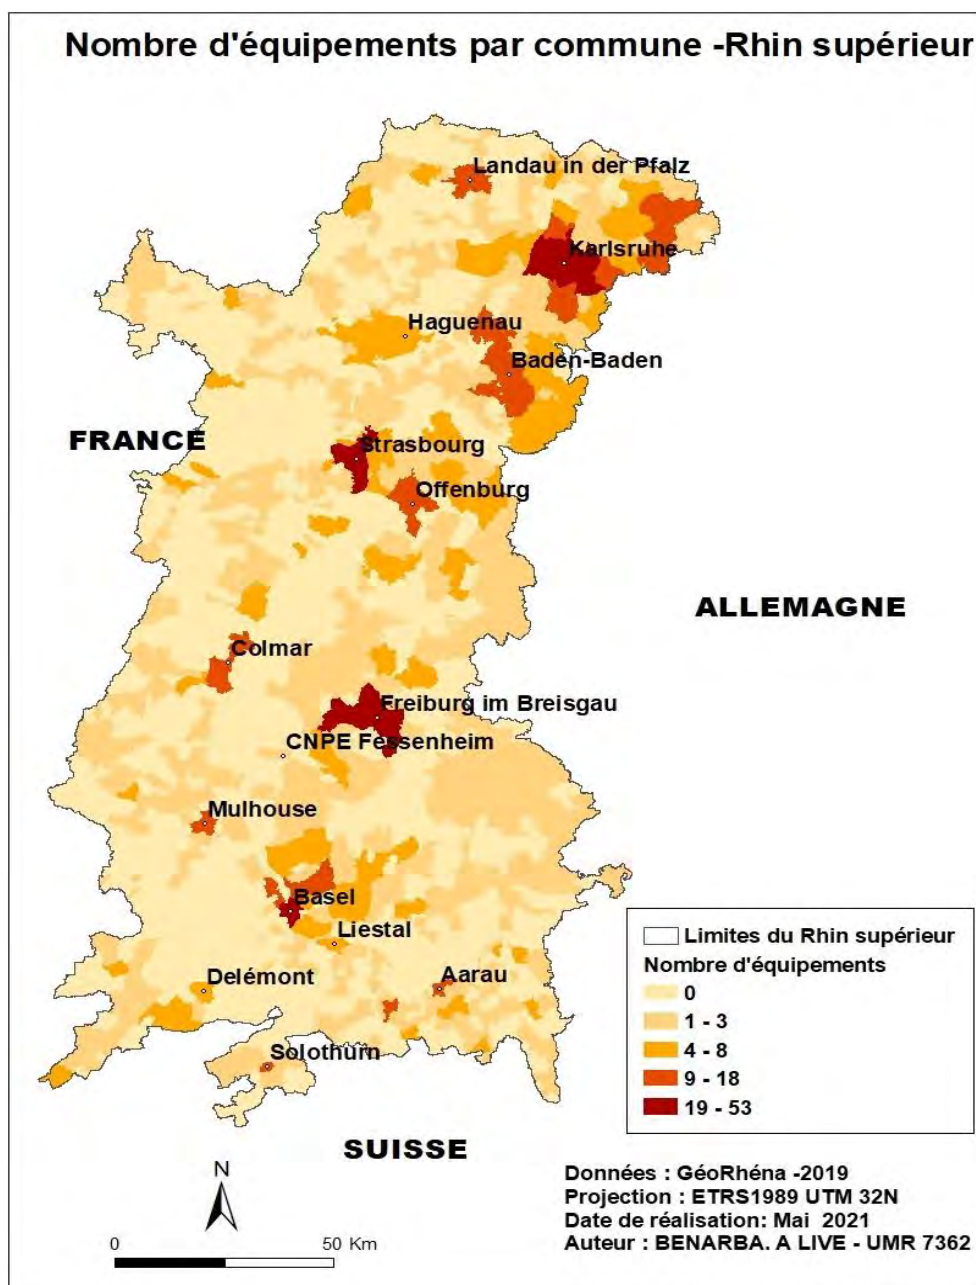 Nombre d'équipements par commune -Rhin supérieur
Landau in der Pfalz
Karlsruhe
Haguenau
Baden-Baden
FRANCE
Strasbourg
Offenburg
ALLEMAGNE
Colmar
Freiburg im Breisgau
CNPE Fessenheim
Mulhouse
Basel
Liestal
Delémont
Aarau
Solothurn
Limites du Rhin supérieur
Nombre d'équipements
0
1 - 3
4 - 8
9 - 18
19 - 53
SUISSE
N
0 50 Km
Données : GéoRhéna -2019
Projection : ETRS1989 UTM 32N
Date de réalisation: Mai 2021
Auteur : BENARBA. A LIVE - UMR 7362